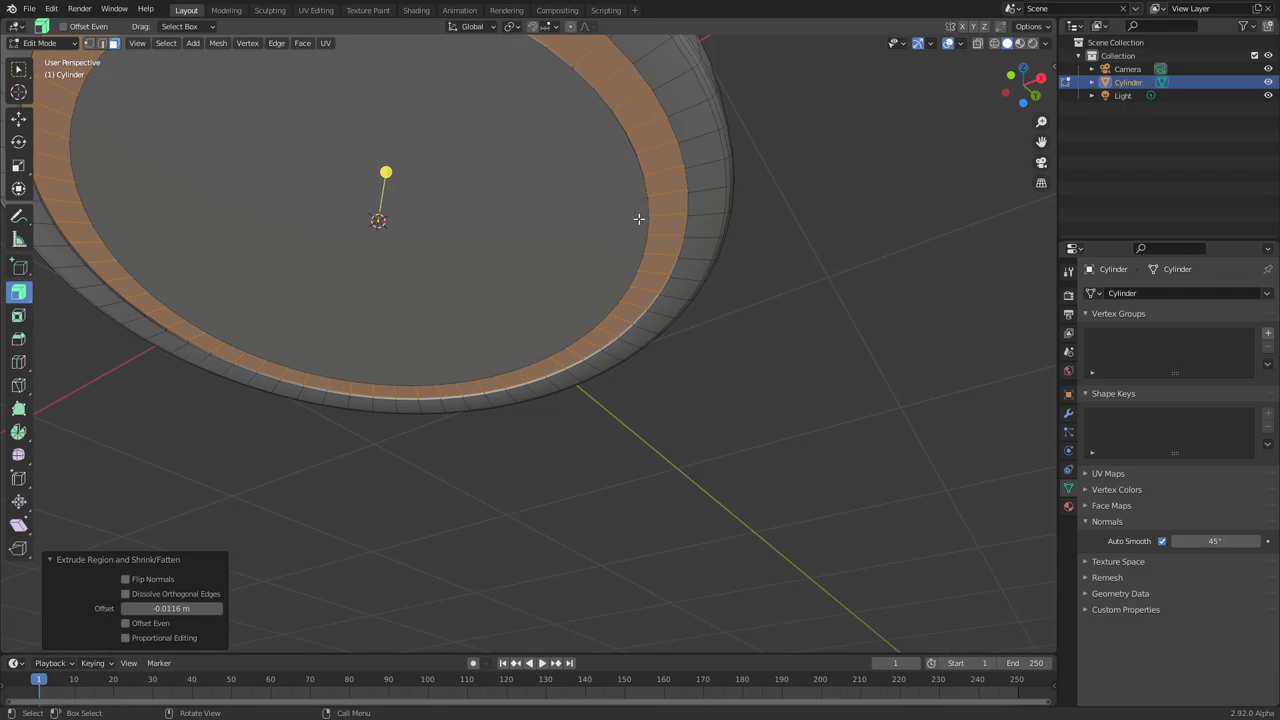 File Edit Render Window Help Layout Modeling Sculpting UV Editing Texture Paint Shading Animation Rendering Compositing Scripting + Scene View Layer
Offset Even Drag: Select Box Global X Y Z Options
Edit Mode View Select Add Mesh Vertex Edge Face UV
User Perspective
(1) Cylinder
X
Y
Z
Scene Collection
Collection
Camera
Cylinder
Light
Cylinder Cylinder
Cylinder
Vertex Groups
Shape Keys
UV Maps
Vertex Colors
Face Maps
Normals
Auto Smooth 45°
Texture Space
Remesh
Geometry Data
Custom Properties
Extrude Region and Shrink/Fatten
Flip Normals
Dissolve Orthogonal Edges
Offset -0.0116 m
Offset Even
Proportional Editing
Playback Keying View Marker 1 Start 1 End 250
1 10 20 30 40 50 60 70 80 90 100 110 120 130 140 150 160 170 180 190 200 210 220 230 240 250
Select Box Select Rotate View Call Menu 2.92.0 Alpha